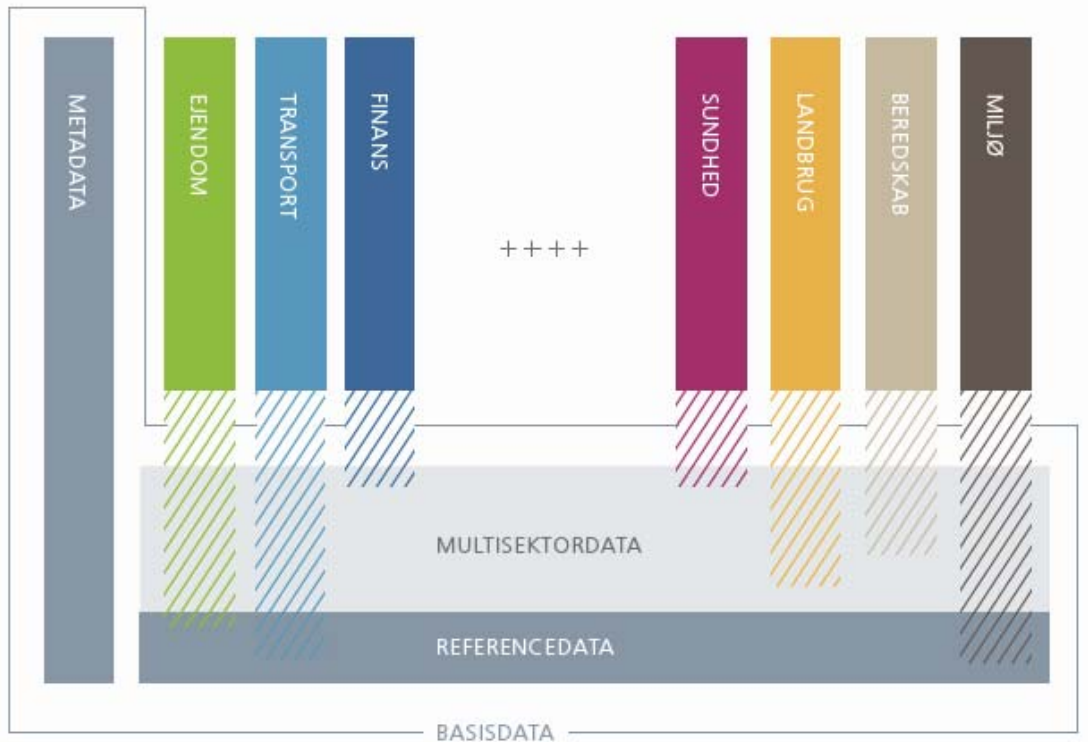 METADATA
EJENDOM
TRANSPORT
FINANS
++++
SUNDHED
LANDBRUG
BEREDSKAB
MILJØ
MULTISEKTORDATA
REFERENCEDATA
BASISDATA